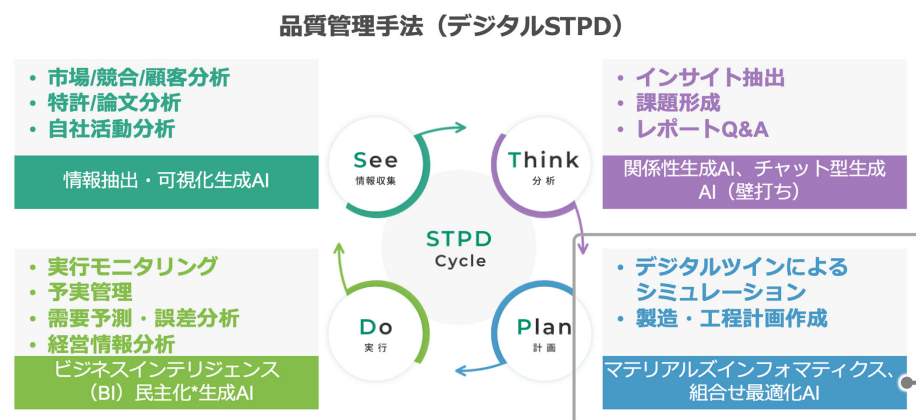 品質管理手法（デジタルSTPD）
• 市場/競合/顧客分析
• 特許/論文分析
• 自社活動分析
情報抽出・可視化生成AI
• インサイト抽出
• 課題形成
• レポートQ&A
関係性生成AI、チャット型生成
AI（壁打ち）
See
情報収集
Think
分析
STPD
Cycle
Do
実行
Plan
計画
• 実行モニタリング
• 予実管理
• 需要予測・誤差分析
• 経営情報分析
ビジネスインテリジェンス
（BI）民主化*生成AI
• デジタルツインによる
シミュレーション
• 製造・工程計画作成
マテリアルズインフォマティクス、
組合せ最適化AI